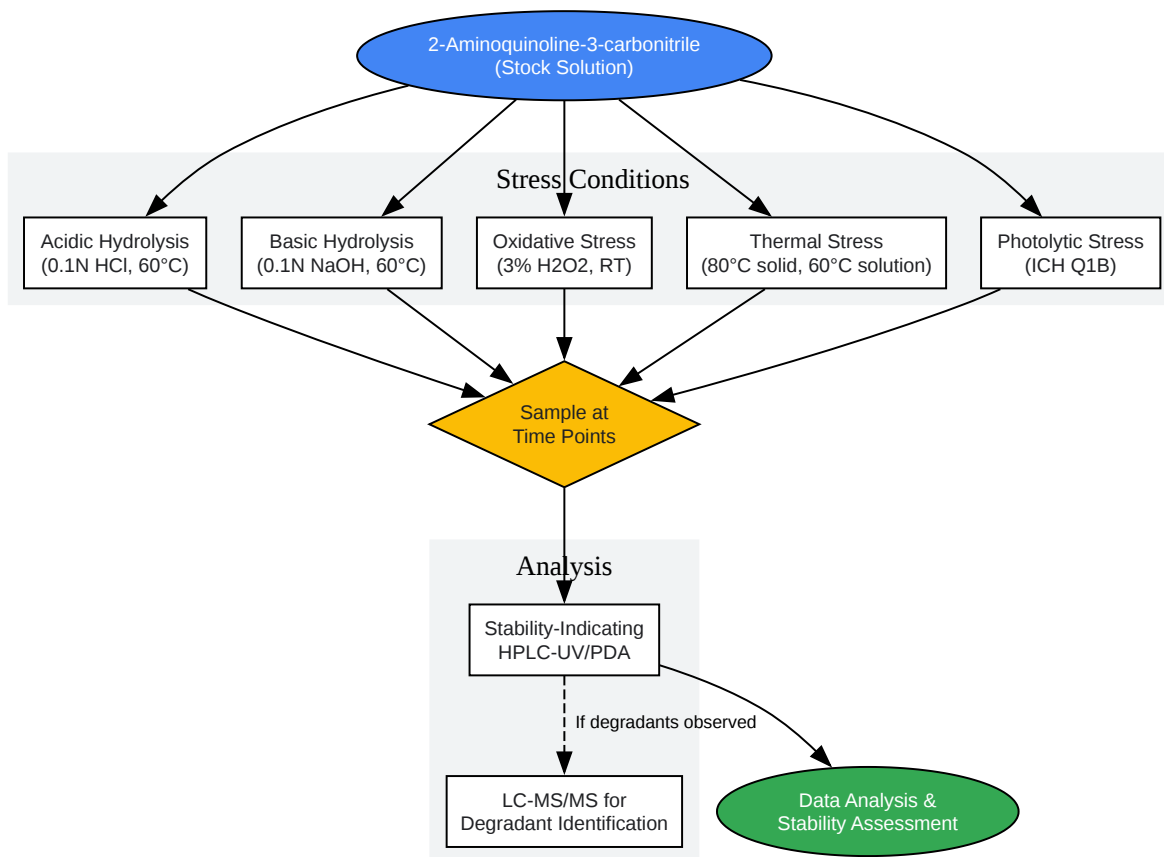 2-Aminoquinoline-3-carbonitrile
(Stock Solution)
Stress Conditions
Acidic Hydrolysis
(0.1N HCl, 60°C)
Basic Hydrolysis
(0.1N NaOH, 60°C)
Oxidative Stress
(3% H2O2, RT)
Thermal Stress
(80°C solid, 60°C solution)
Photolytic Stress
(ICH Q1B)
Sample at
Time Points
Analysis
Stability-Indicating
HPLC-UV/PDA
If degradants observed
LC-MS/MS for
Degradant Identification
Data Analysis &
Stability Assessment